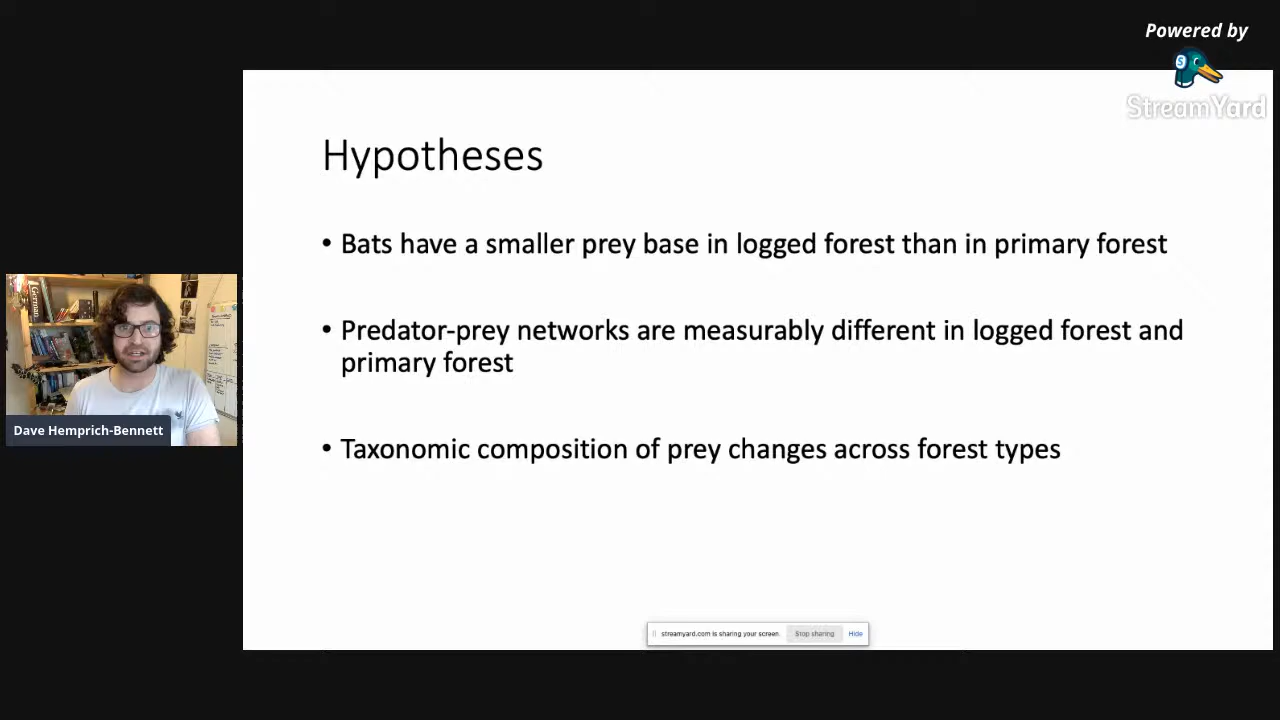 Powered by
StreamYard
Hypotheses
• Bats have a smaller prey base in logged forest than in primary forest
• Predator-prey networks are measurably different in logged forest and
primary forest
• Taxonomic composition of prey changes across forest types
German
Dave Hemprich-Bennett
streamyard.com is sharing your screen.
Stop sharing
Hide